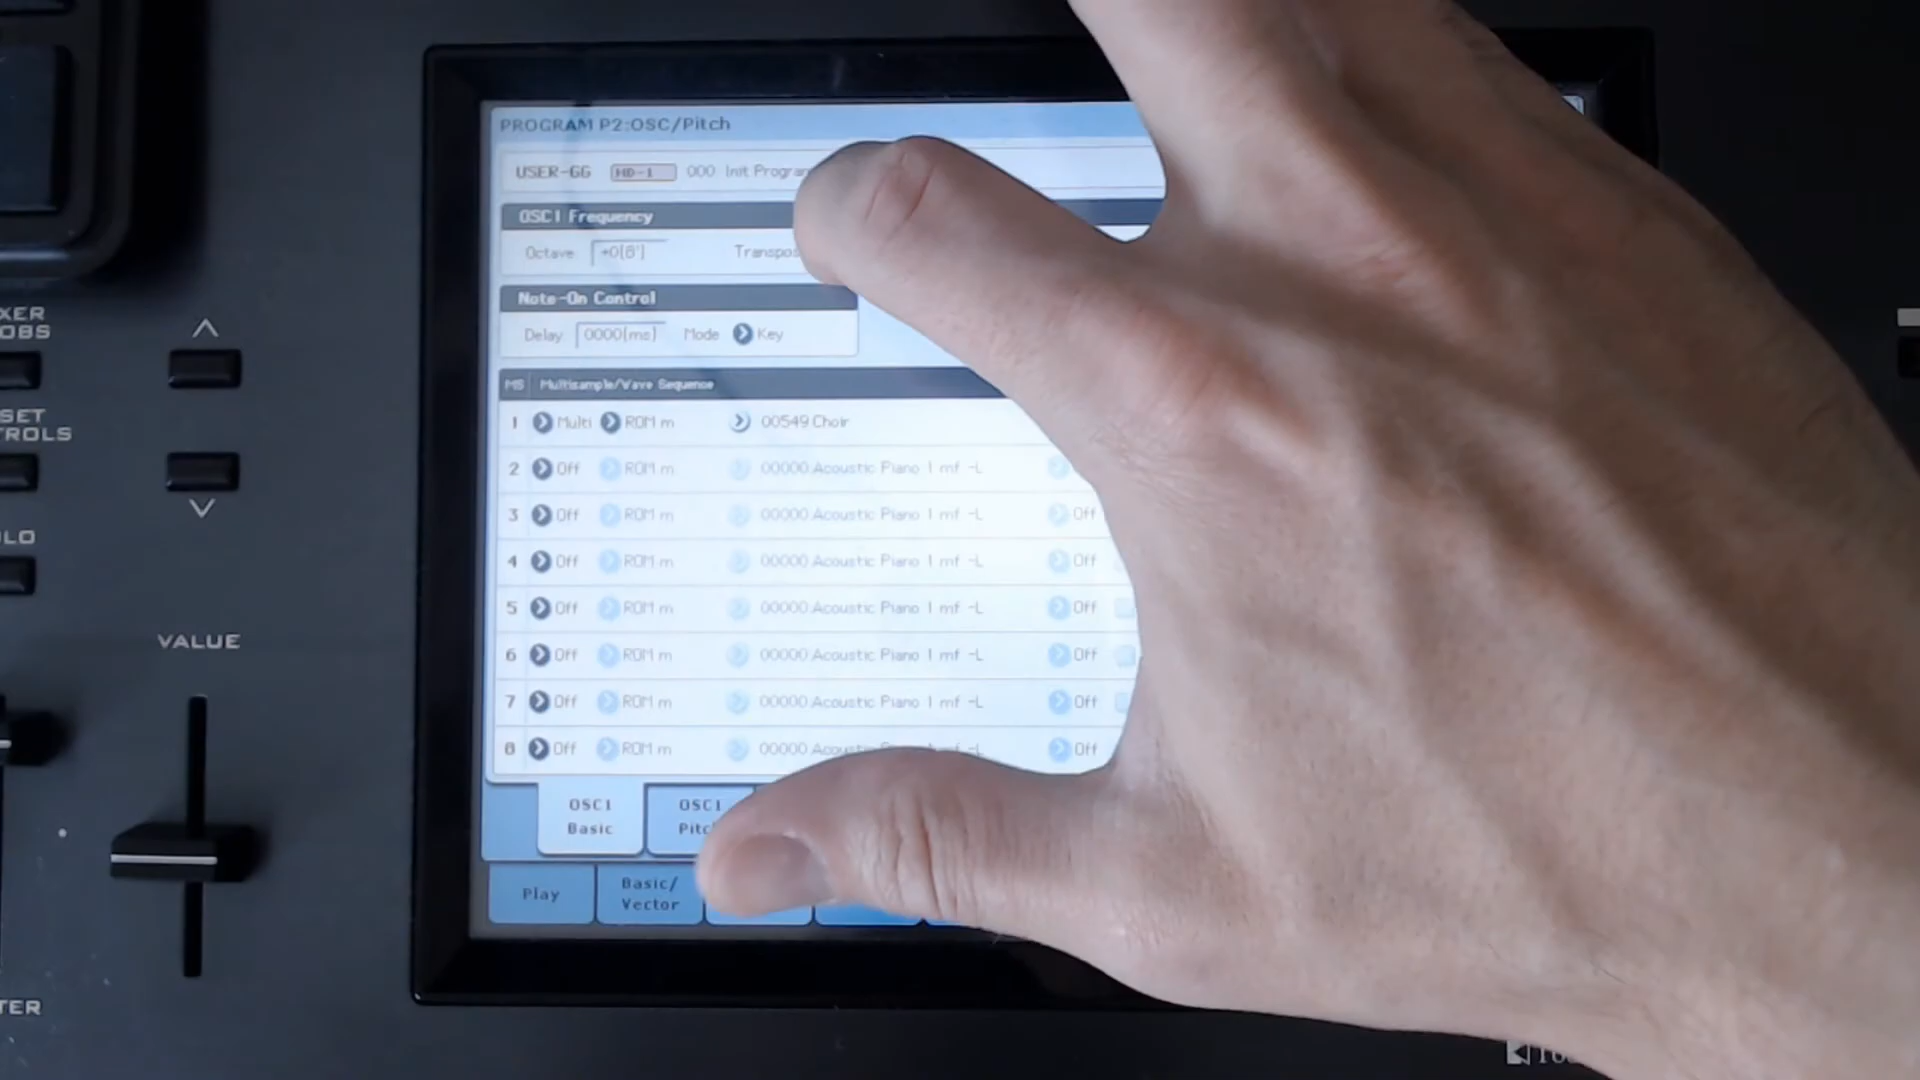 PROGRAM P2:OSC/Pitch
USER-GG HD-1 000 Init Program
OSC1 Frequency
Octave +0[8'] Transpos
Note-On Control
Delay 0000[ms] Mode Key
MS Multisample/Wave Sequence
1 Multi ROM m 00549 Choir
2 Off ROM m 00000 Acoustic Piano 1 mf -L
3 Off ROM m 00000 Acoustic Piano 1 mf -L Off
4 Off ROM m 00000 Acoustic Piano 1 mf -L Off
5 Off ROM m 00000 Acoustic Piano 1 mf -L Off
6 Off ROM m 00000 Acoustic Piano 1 mf -L Off
7 Off ROM m 00000 Acoustic Piano 1 mf -L Off
8 Off ROM m 00000 Acoustic -L Off
OSC1 Basic
OSC1 Pitc
Play
Basic/ Vector
XER
OBS
SET
TROLS
LO
VALUE
TER